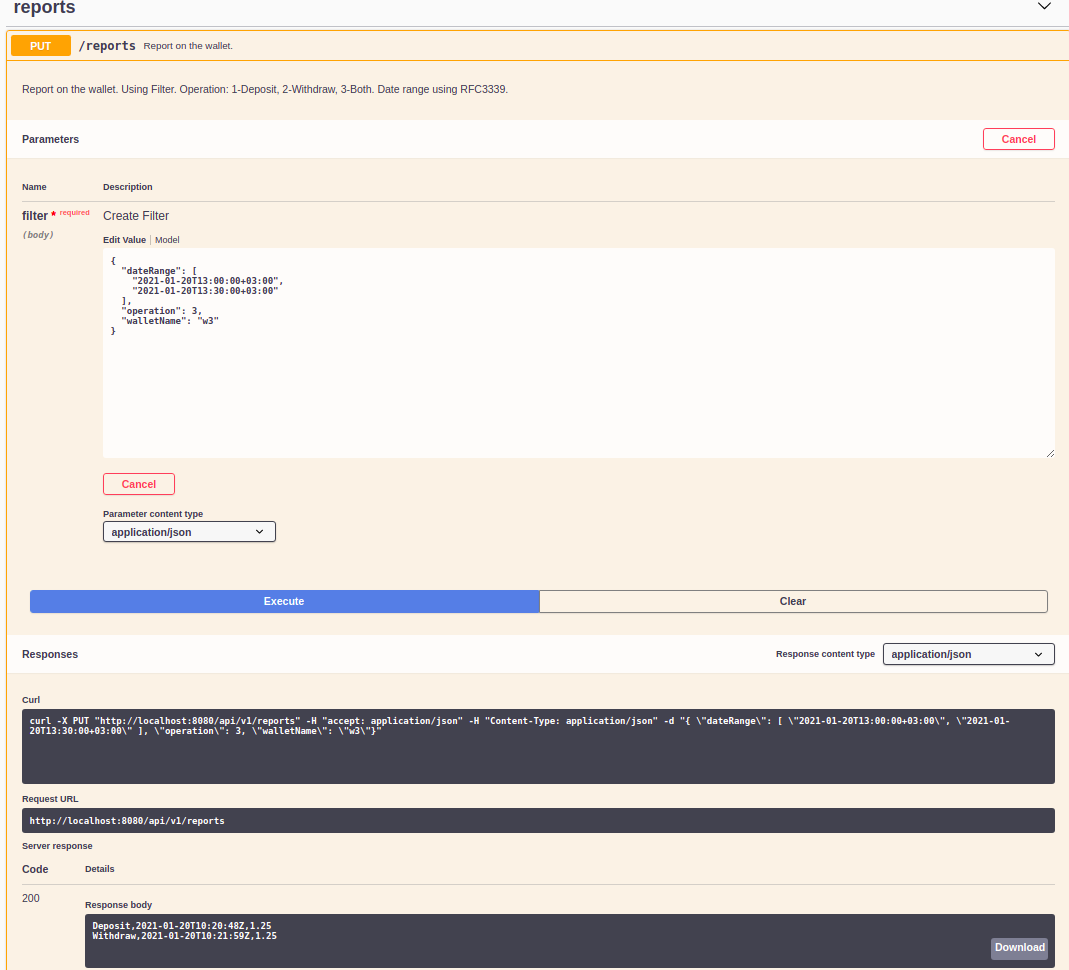 reports
PUT /reports Report on the wallet.
Report on the wallet. Using Filter. Operation: 1-Deposit, 2-Withdraw, 3-Both. Date range using RFC3339.
Parameters Cancel
Name Description
filter * required Create Filter
(body)
Edit Value | Model
{
"dateRange": [
"2021-01-20T13:00:00+03:00",
"2021-01-20T13:30:00+03:00"
],
"operation": 3,
"walletName": "w3"
}
Cancel
Parameter content type
application/json
Execute Clear
Responses Response content type application/json
Curl
curl -X PUT "http://localhost:8080/api/v1/reports" -H "accept: application/json" -H "Content-Type: application/json" -d "{ \"dateRange\": [ \"2021-01-20T13:00:00+03:00\", \"2021-01-
20T13:30:00+03:00\" ], \"operation\": 3, \"walletName\": \"w3\"}"
Request URL
http://localhost:8080/api/v1/reports
Server response
Code Details
200
Response body
Deposit,2021-01-20T10:20:48Z,1.25
Withdraw,2021-01-20T10:21:59Z,1.25
Download